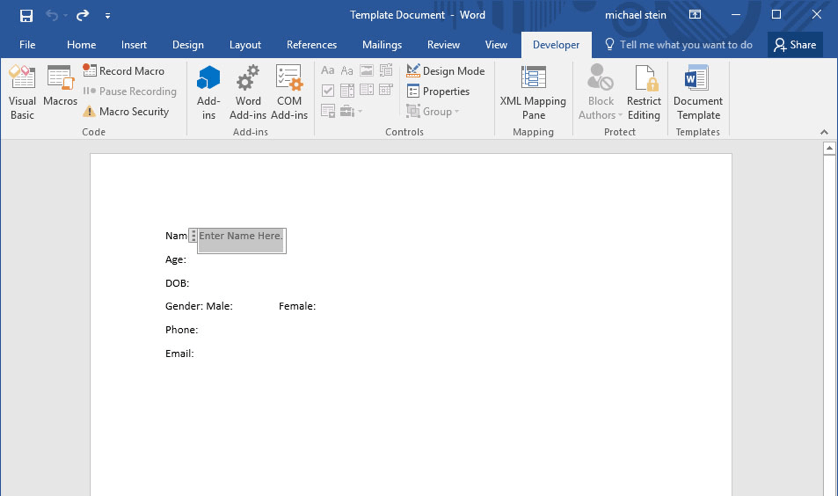 Template Document - Word
michael stein
File Home Insert Design Layout References Mailings Review View Developer Tell me what you want to do Share
Visual Basic
Macros
Record Macro
Pause Recording
Macro Security
Code
Add-ins
Word Add-ins
COM Add-ins
Add-ins
Aa Aa
Design Mode
Properties
Group
Controls
XML Mapping Pane
Mapping
Block Authors
Restrict Editing
Protect
Document Template
Templates
Nam Enter Name Here.
Age:
DOB:
Gender: Male: Female:
Phone:
Email: